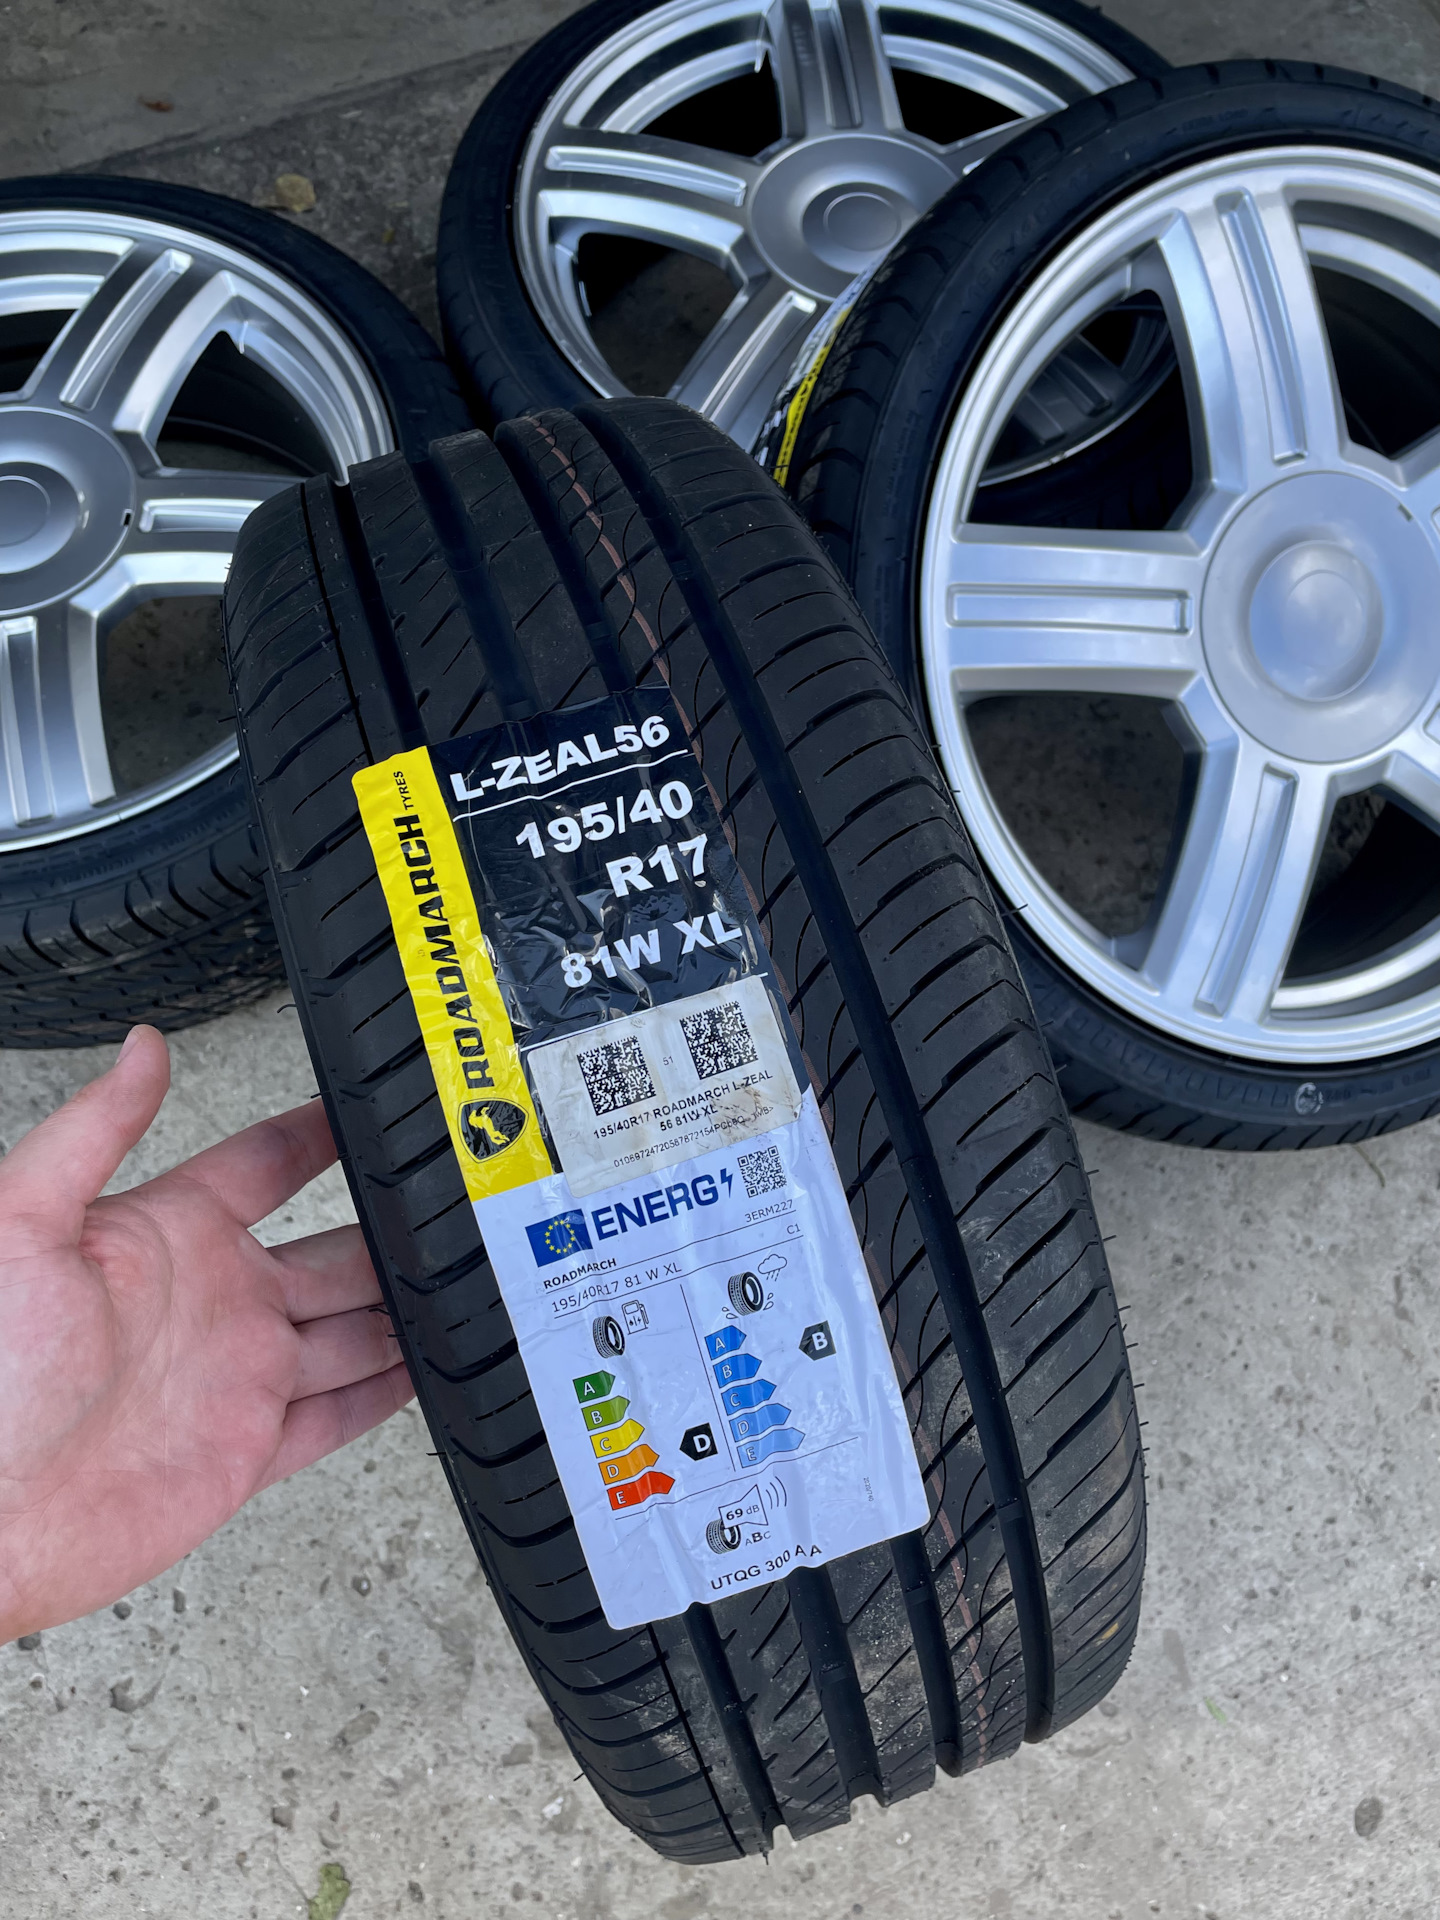 L-ZEAL56
195/40
R17
81W XL
ROADMARCH TYRES
51
195/40R17 ROADMARCH L-ZEAL
56 81W XL
ENERG
3ERM227
ROADMARCH
C1
195/40R17 81 W XL
A
B
C
D
E
D
A
B
C
D
E
B
69 dB
ABC
UTQG 300 A A